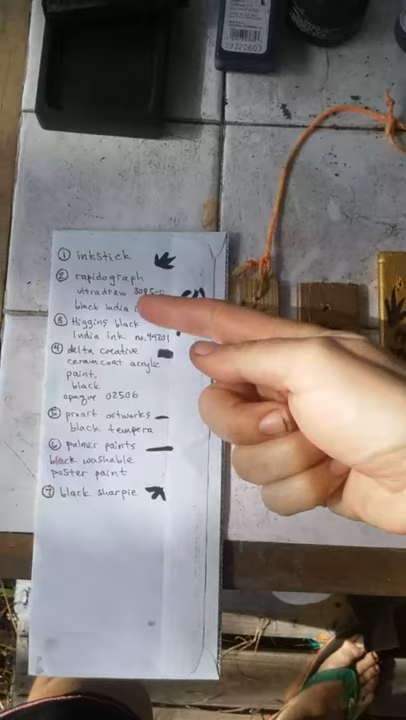 19220603
① inkstick
② rapidograph
ultradraw 3085-F
black India
③ Higgins black
India ink no.44201
④ delta creative
ceramcoat acrylic
paint,
black
opaque 02506
⑤ proart artworks
black tempera
⑥ palmer paints
black washable
poster paint
⑦ black sharpie